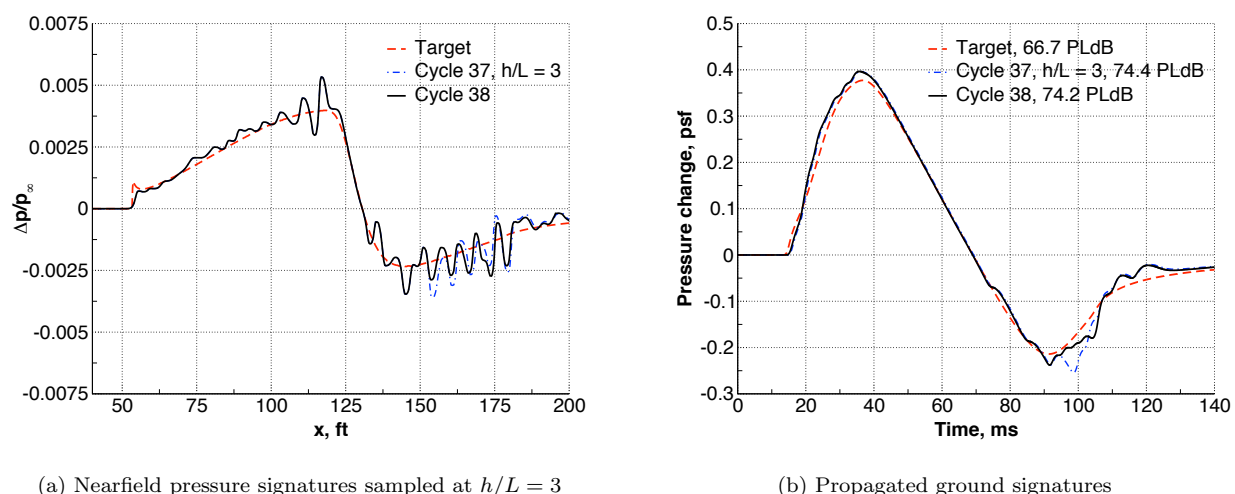 0.0075
0.005
0.0025
0
-0.0025
-0.005
-0.0075
Δp/p∞
50
75
100
125
150
175
200
x, ft
Target
Cycle 37, h/L = 3
Cycle 38
(a) Nearfield pressure signatures sampled at h/L = 3
0.5
0.4
0.3
0.2
0.1
0
-0.1
-0.2
-0.3
Pressure change, psf
0
20
40
60
80
100
120
140
Time, ms
Target, 66.7 PLdB
Cycle 37, h/L = 3, 74.4 PLdB
Cycle 38, 74.2 PLdB
(b) Propagated ground signatures